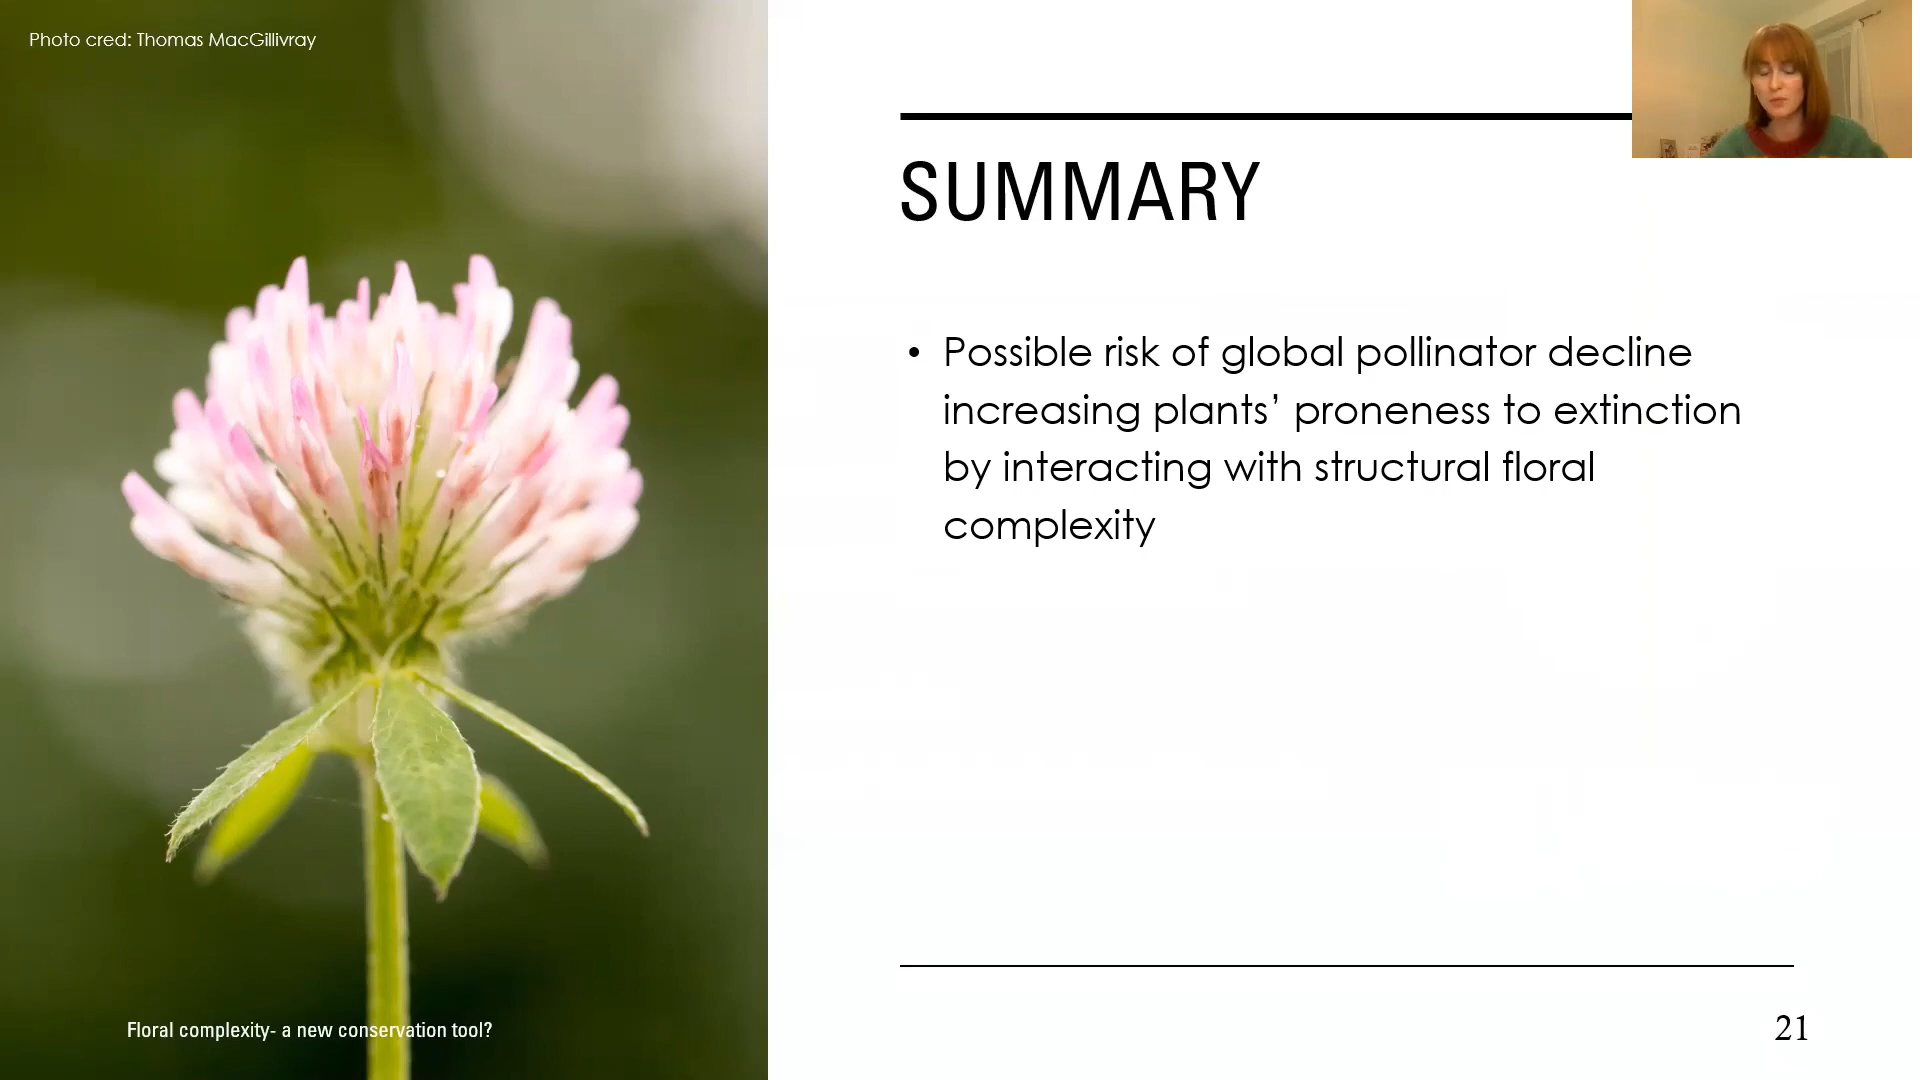 Photo cred: Thomas MacGillivray
SUMMARY
• Possible risk of global pollinator decline
increasing plants’ proneness to extinction
by interacting with structural floral
complexity
Floral complexity- a new conservation tool?
21